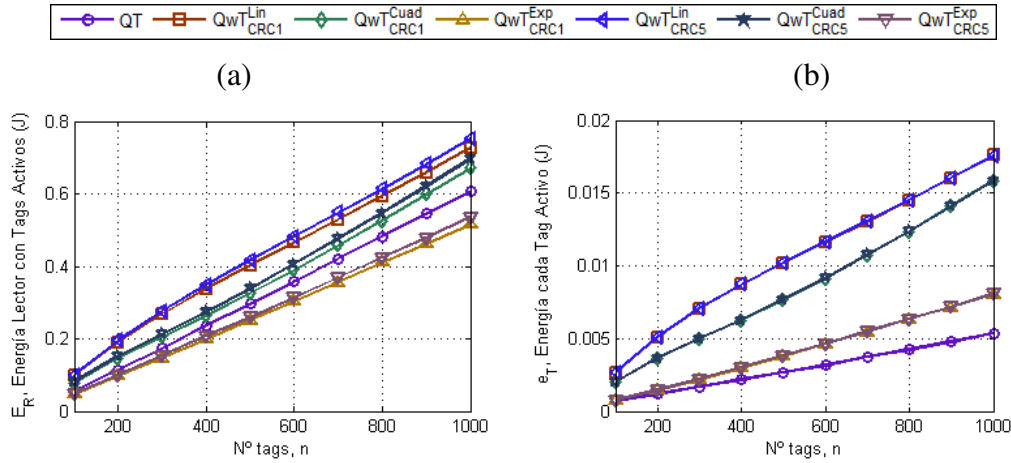 QT QwT^Lin_CRC1 QwT^Cuad_CRC1 QwT^Exp_CRC1 QwT^Lin_CRC5 QwT^Cuad_CRC5 QwT^Exp_CRC5
(a)
E_R, Energía Lector con Tags Activos (J)
0.8
0.6
0.4
0.2
0
200 400 600 800 1000
Nº tags, n
(b)
e_T, Energía cada Tag Activo (J)
0.02
0.015
0.01
0.005
0
200 400 600 800 1000
Nº tags, n